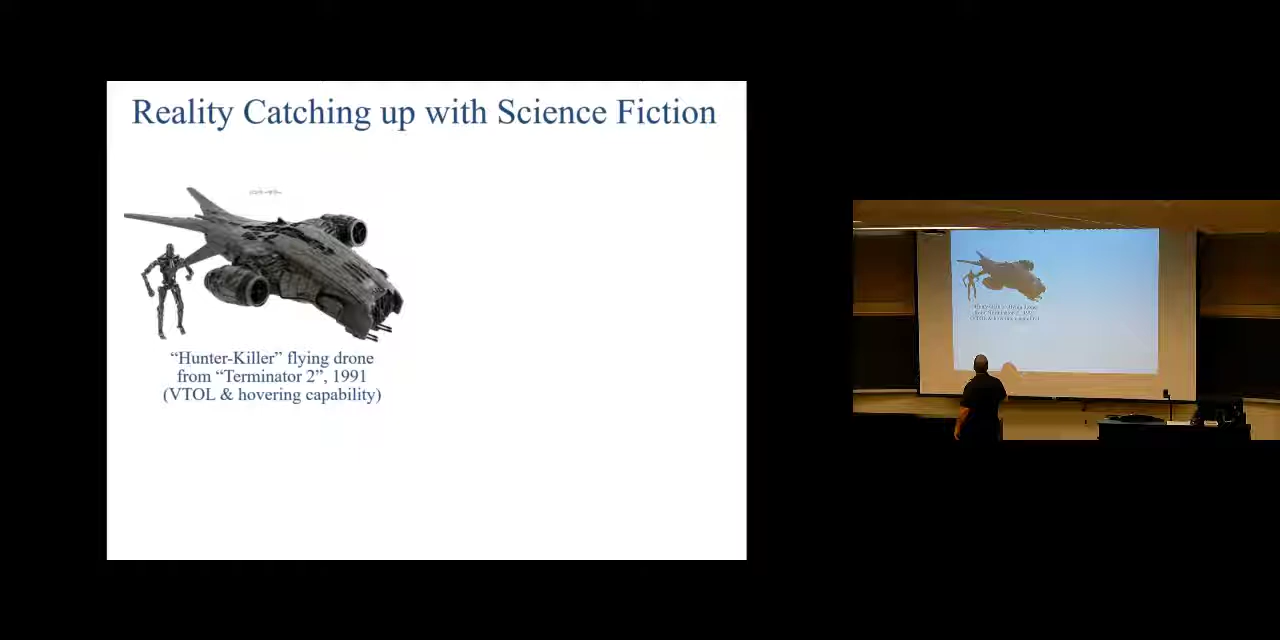 Reality Catching up with Science Fiction
“Hunter-Killer” flying drone
from “Terminator 2”, 1991
(VTOL & hovering capability)